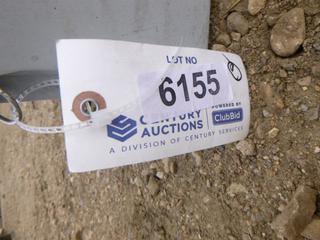 LOT NO
6155
CENTURY
AUCTIONS
POWERED BY
ClubBid
A DIVISION OF CENTURY SERVICES